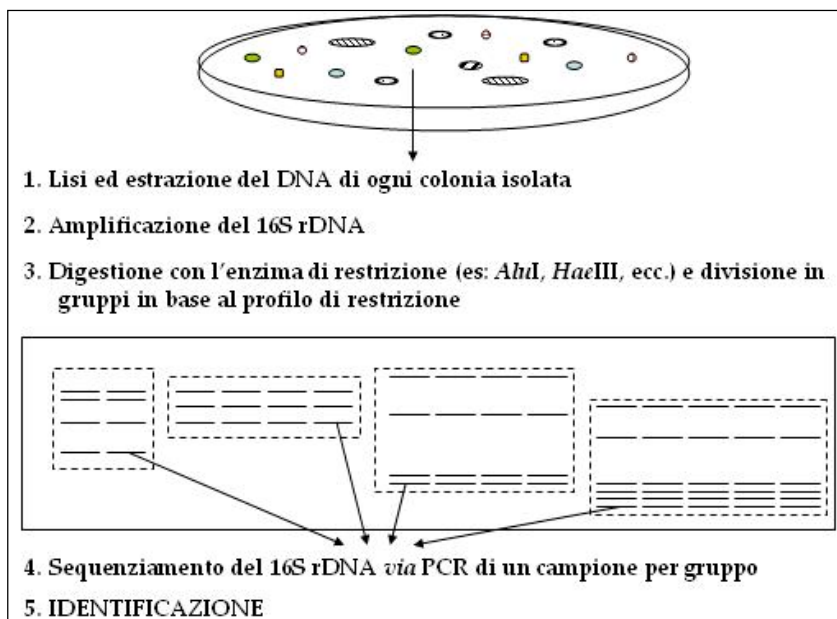 1. Lisi ed estrazione del DNA di ogni colonia isolata
2. Amplificazione del 16S rDNA
3. Digestione con l'enzima di restrizione (es: AluI, HaeIII, ecc.) e divisione in
gruppi in base al profilo di restrizione
4. Sequenziamento del 16S rDNA via PCR di un campione per gruppo
5. IDENTIFICAZIONE